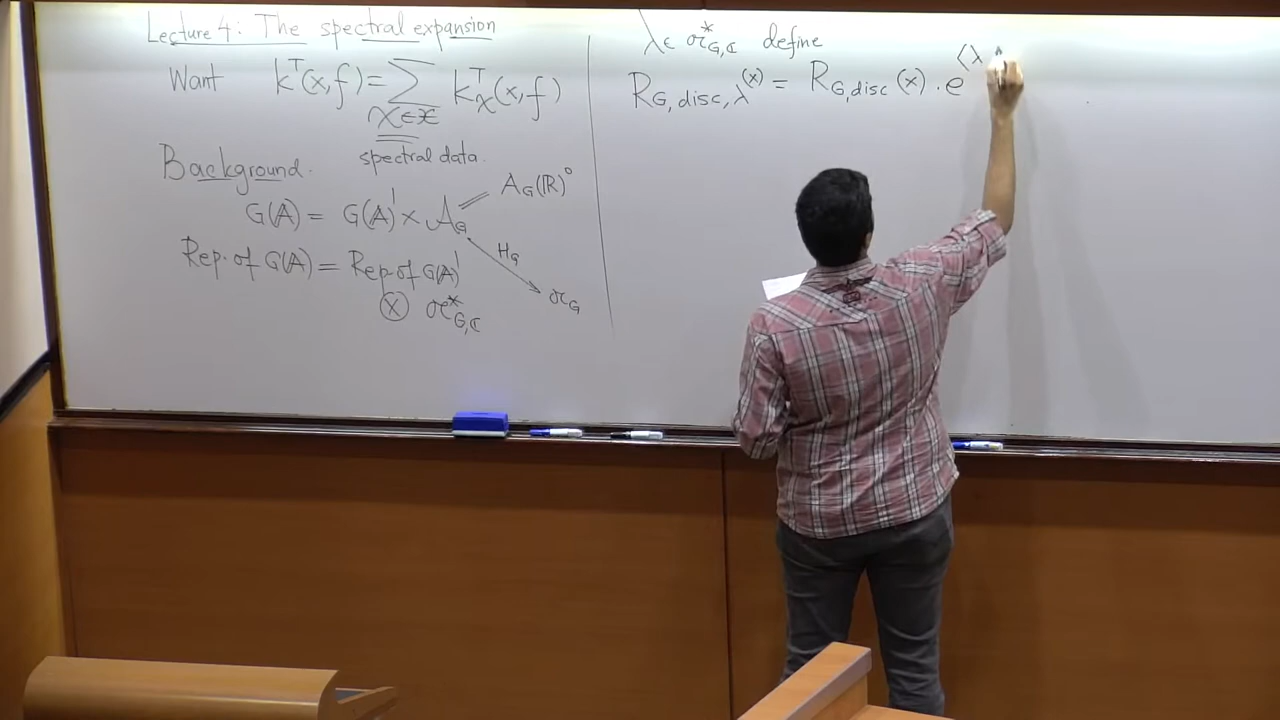 Lecture 4: The spectral expansion
Want k^T(x,f) = ∑_{χ∈𝔛} k^T_χ(x,f)
spectral data.
Background.
G(𝔸) = G(𝔸)^1 × A_G = A_G(ℝ)^0
H_G
𝔞_G
Rep. of G(𝔸) = Rep. of G(𝔸)^1
⊗ 𝔞^*_{G,ℂ}
λ ∈ 𝔞^*_{G,ℂ} define
R_{G,disc,λ}(x) = R_{G,disc}(x) · e^{⟨λ